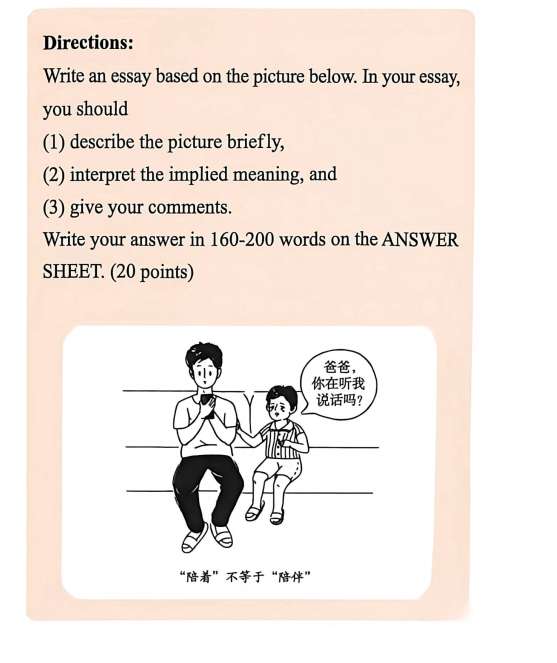 Directions:
Write an essay based on the picture below. In your essay,
you should
(1) describe the picture briefly,
(2) interpret the implied meaning, and
(3) give your comments.
Write your answer in 160-200 words on the ANSWER
SHEET. (20 points)
爸爸，
你在听我
说话吗？
“陪着”不等于“陪伴”